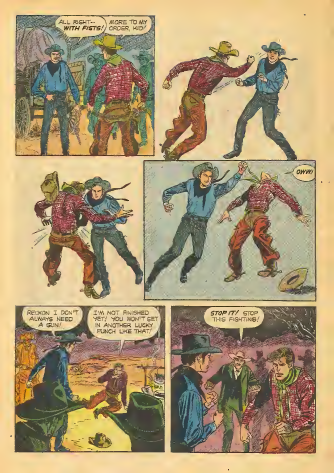 ALL RIGHT--
WITH FISTS!
MORE TO MY
ORDER, KID!
OWW!
RECKON I DON'T
ALWAYS NEED
A GUN!
I'M NOT FINISHED
YET! YOU WON'T GET
IN ANOTHER LUCKY
PUNCH LIKE THAT!
STOP IT! STOP
THIS FIGHTING!